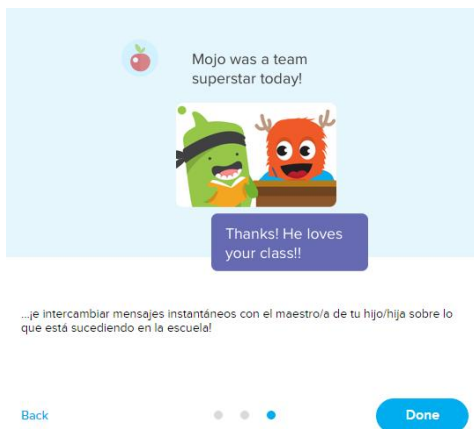 Mojo was a team
superstar today!
Thanks! He loves
your class!!
...¡e intercambiar mensajes instantáneos con el maestro/a de tu hijo/hija sobre lo
que está sucediendo en la escuela!
Back
Done